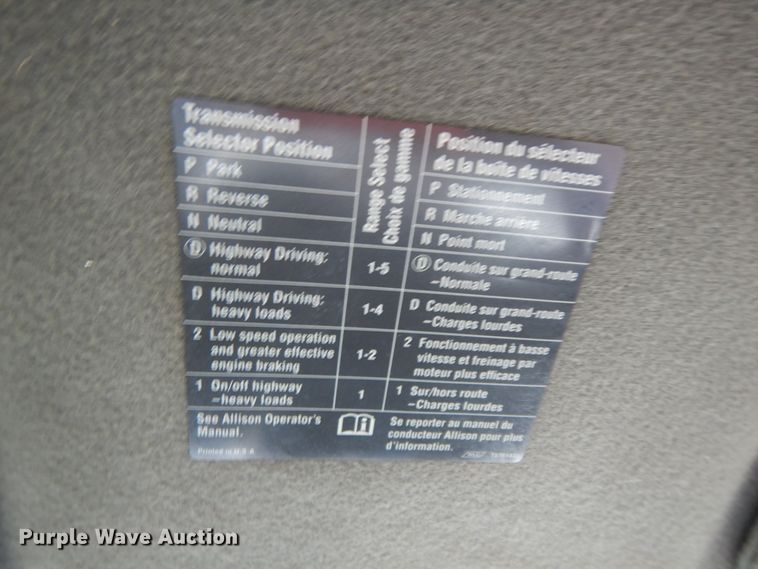 Transmission
Selector Position
P Park
R Reverse
N Neutral
D Highway Driving:
normal
D Highway Driving:
heavy loads
2 Low speed operation
and greater effective
engine braking
1 On/off highway
–heavy loads
See Allison Operator's
Manual.
Printed in U.S.A
Range Select
Choix de gamme
1-5
1-4
1-2
1
Position du sélecteur
de la boîte de vitesses
P Stationnement
R Marche arrière
N Point mort
D Conduite sur grand-route
–Normale
D Conduite sur grand-route
–Charges lourdes
2 Fonctionnement à basse
vitesse et freinage par
moteur plus efficace
1 Sur/hors route
–Charges lourdes
Se reporter au manuel du
conducteur Allison pour plus
d'information.
Purple Wave Auction